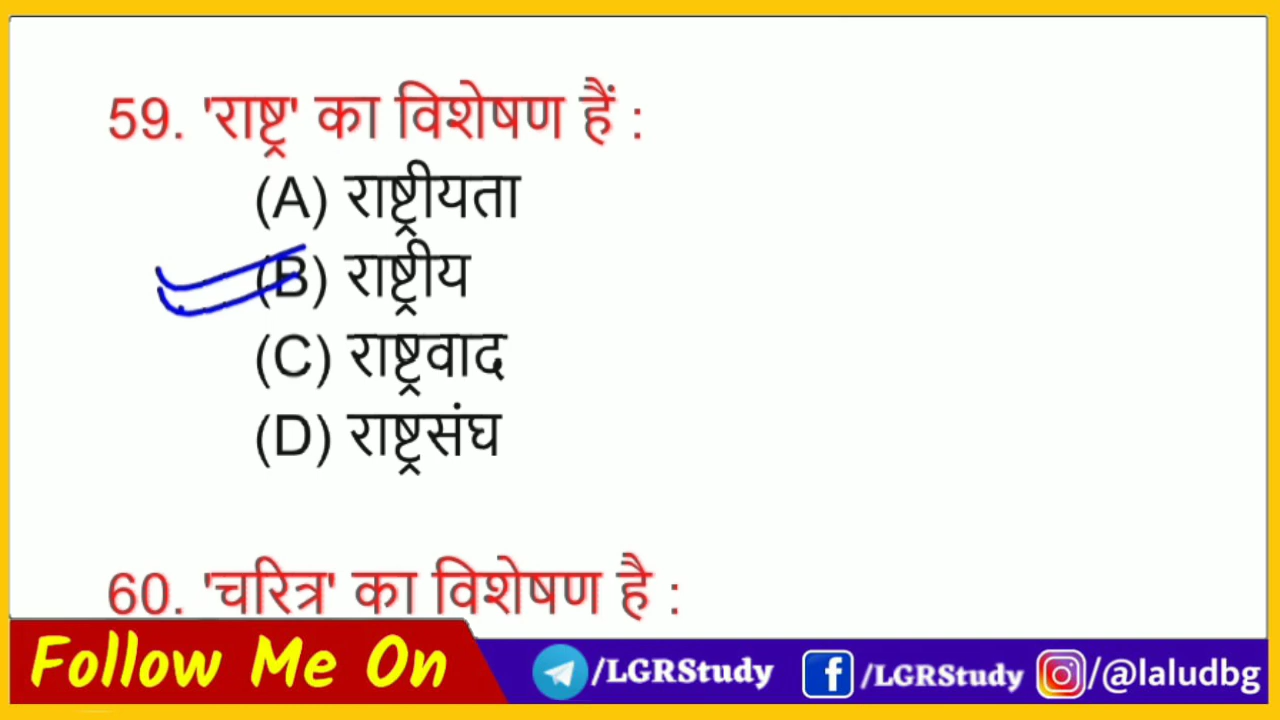 59. 'राष्ट्र' का विशेषण हैं :
(A) राष्ट्रीयता
(B) राष्ट्रीय
(C) राष्ट्रवाद
(D) राष्ट्रसंघ
60. 'चरित्र' का विशेषण है :
Follow Me On /LGRStudy /LGRStudy /@laludbg